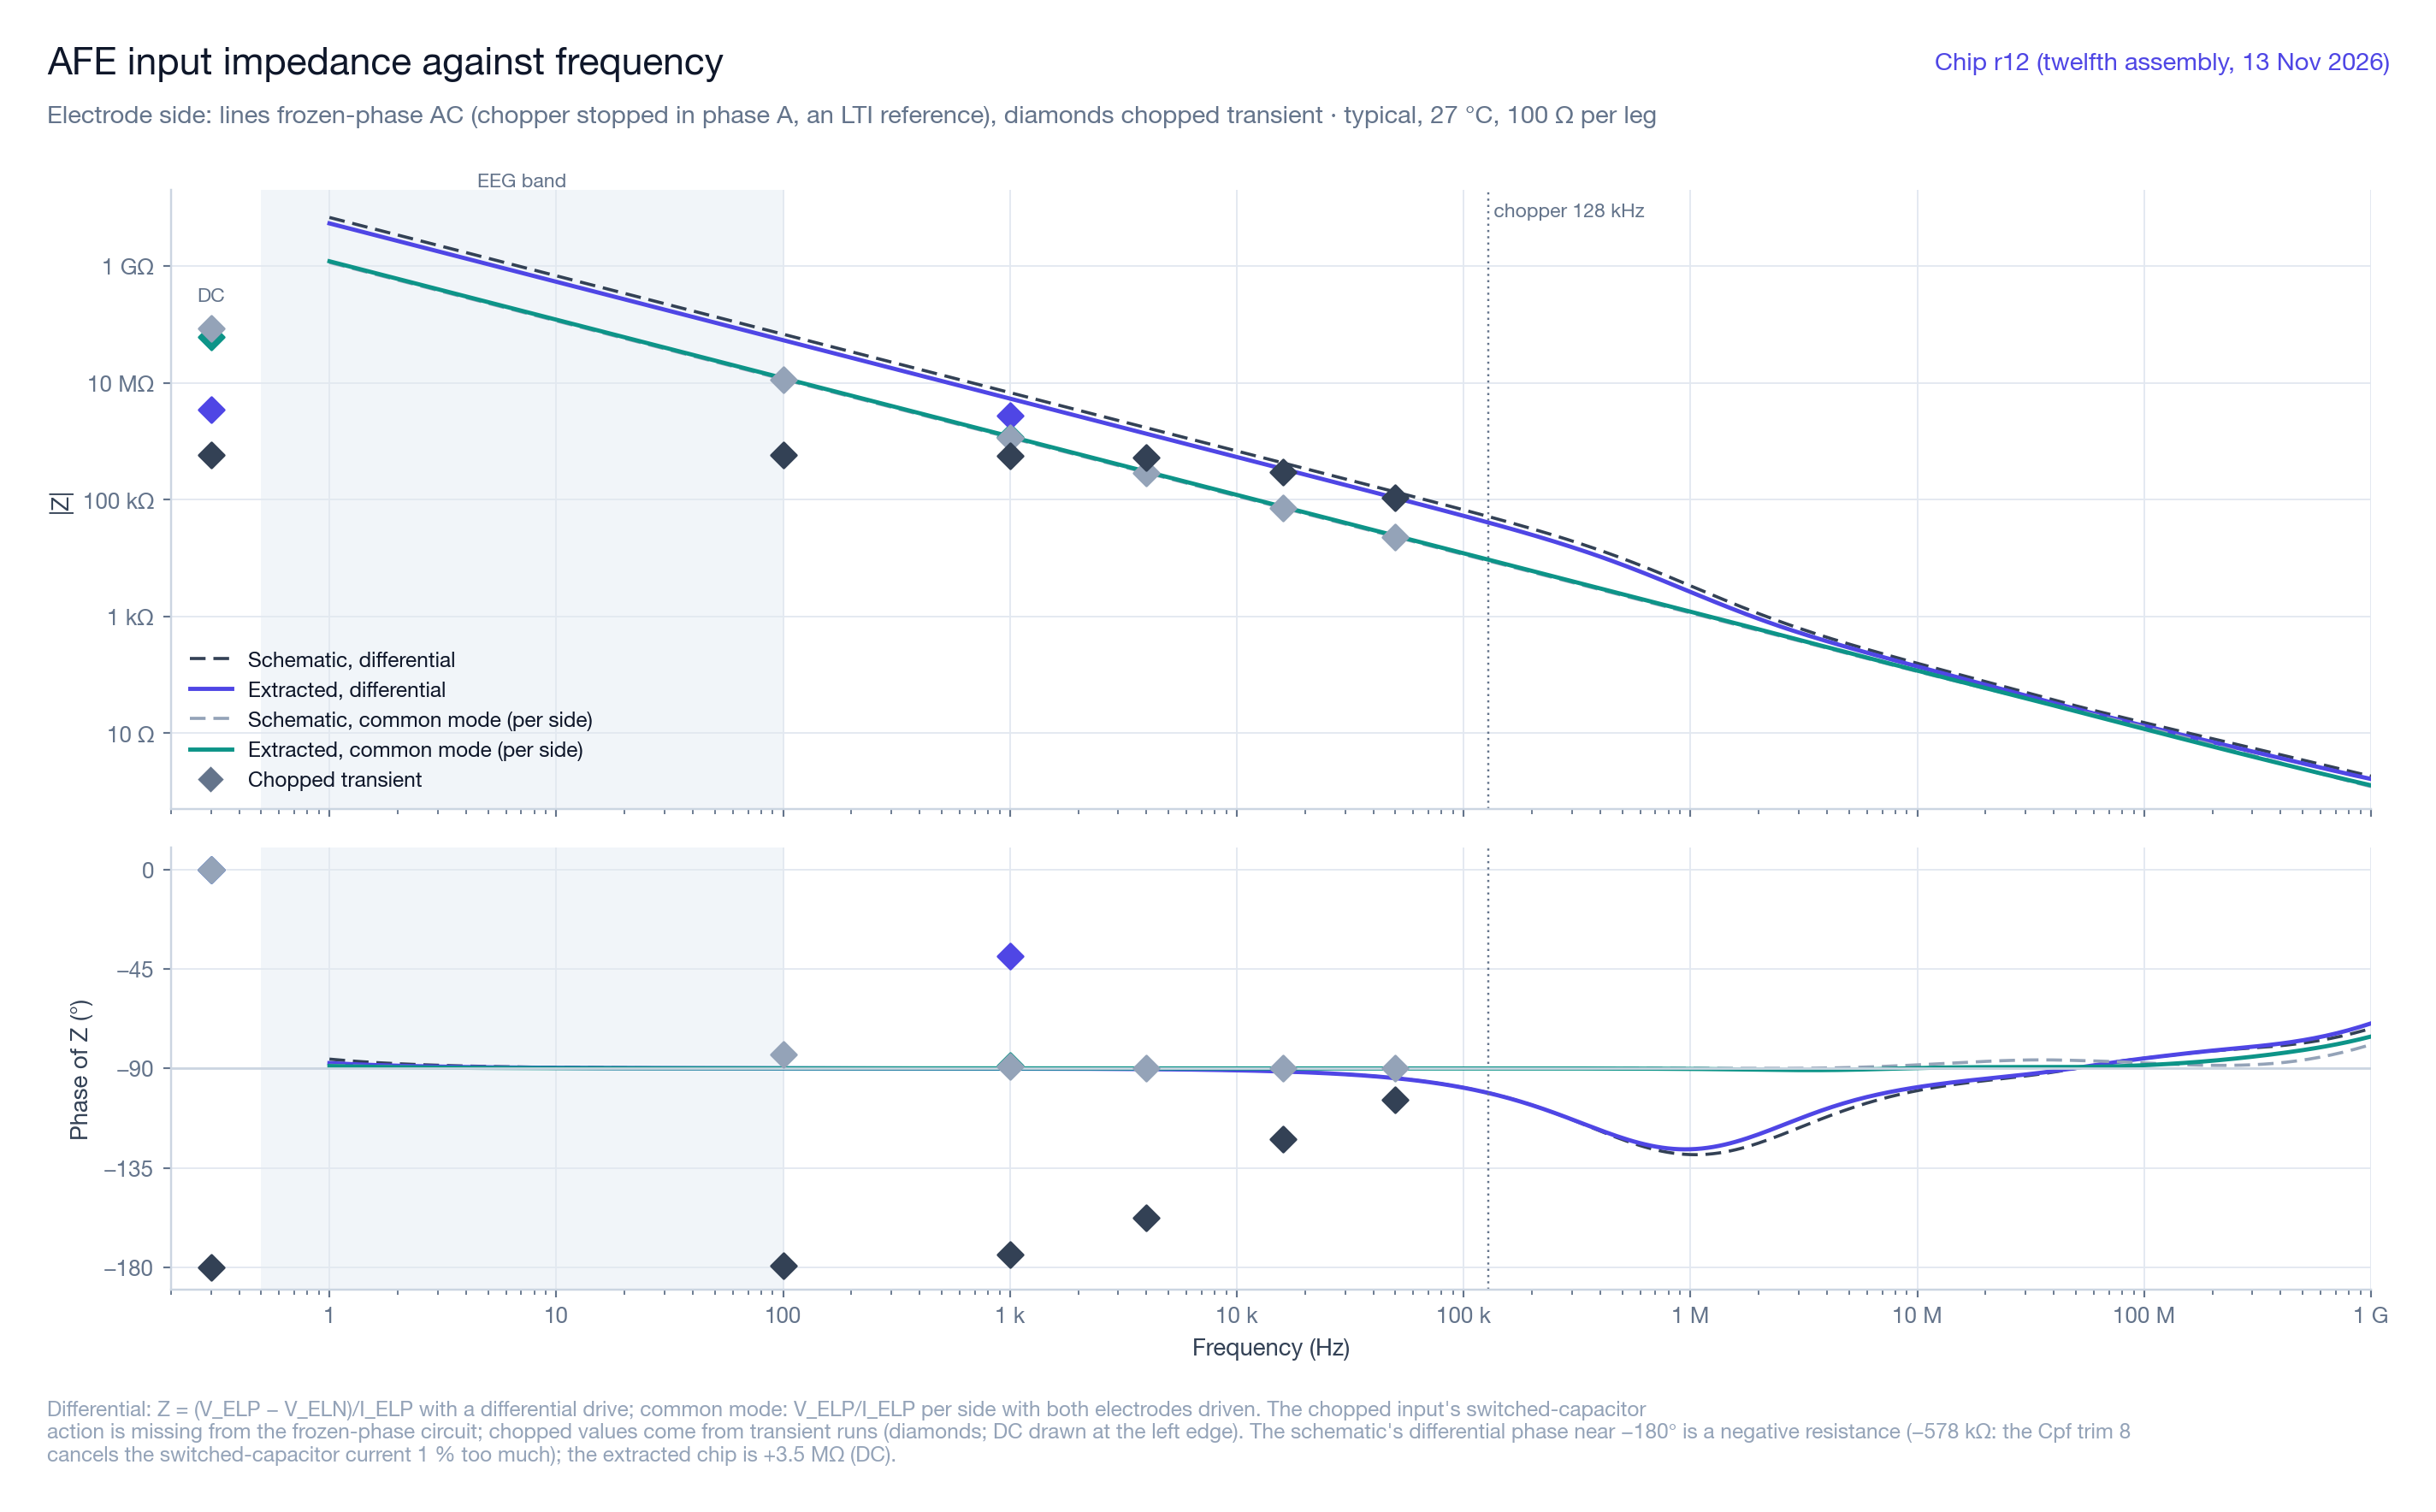 AFE input impedance against frequency
Chip r12 (twelfth assembly, 13 Nov 2026)
Electrode side: lines frozen-phase AC (chopper stopped in phase A, an LTI reference), diamonds chopped transient · typical, 27 °C, 100 Ω per leg
EEG band
chopper 128 kHz
DC
|Z|
1 GΩ
10 MΩ
100 kΩ
1 kΩ
10 Ω
Schematic, differential
Extracted, differential
Schematic, common mode (per side)
Extracted, common mode (per side)
Chopped transient
Phase of Z (°)
0
−45
−90
−135
−180
1
10
100
1 k
10 k
100 k
1 M
10 M
100 M
1 G
Frequency (Hz)
Differential: Z = (V_ELP − V_ELN)/I_ELP with a differential drive; common mode: V_ELP/I_ELP per side with both electrodes driven. The chopped input's switched-capacitor
action is missing from the frozen-phase circuit; chopped values come from transient runs (diamonds; DC drawn at the left edge). The schematic's differential phase near −180° is a negative resistance (−578 kΩ: the Cpf trim 8
cancels the switched-capacitor current 1 % too much); the extracted chip is +3.5 MΩ (DC).